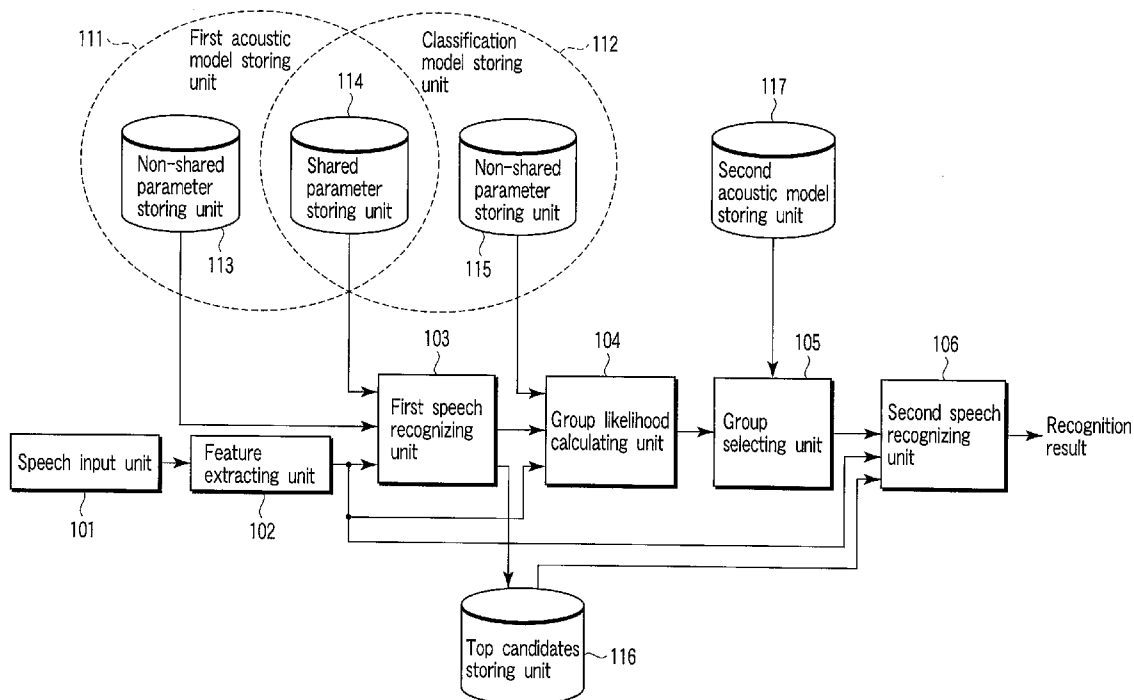 111
First acoustic
model storing
unit
Classification
model storing
unit
112
114
117
Non-shared
parameter
storing unit
113
Shared
parameter
storing unit
Non-shared
parameter
storing unit
115
Second
acoustic model
storing unit
103
104
105
106
Speech input unit
101
Feature
extracting unit
102
First speech
recognizing
unit
Group likelihood
calculating unit
Group
selecting unit
Second speech
recognizing
unit
Recognition
result
Top candidates
storing unit
116